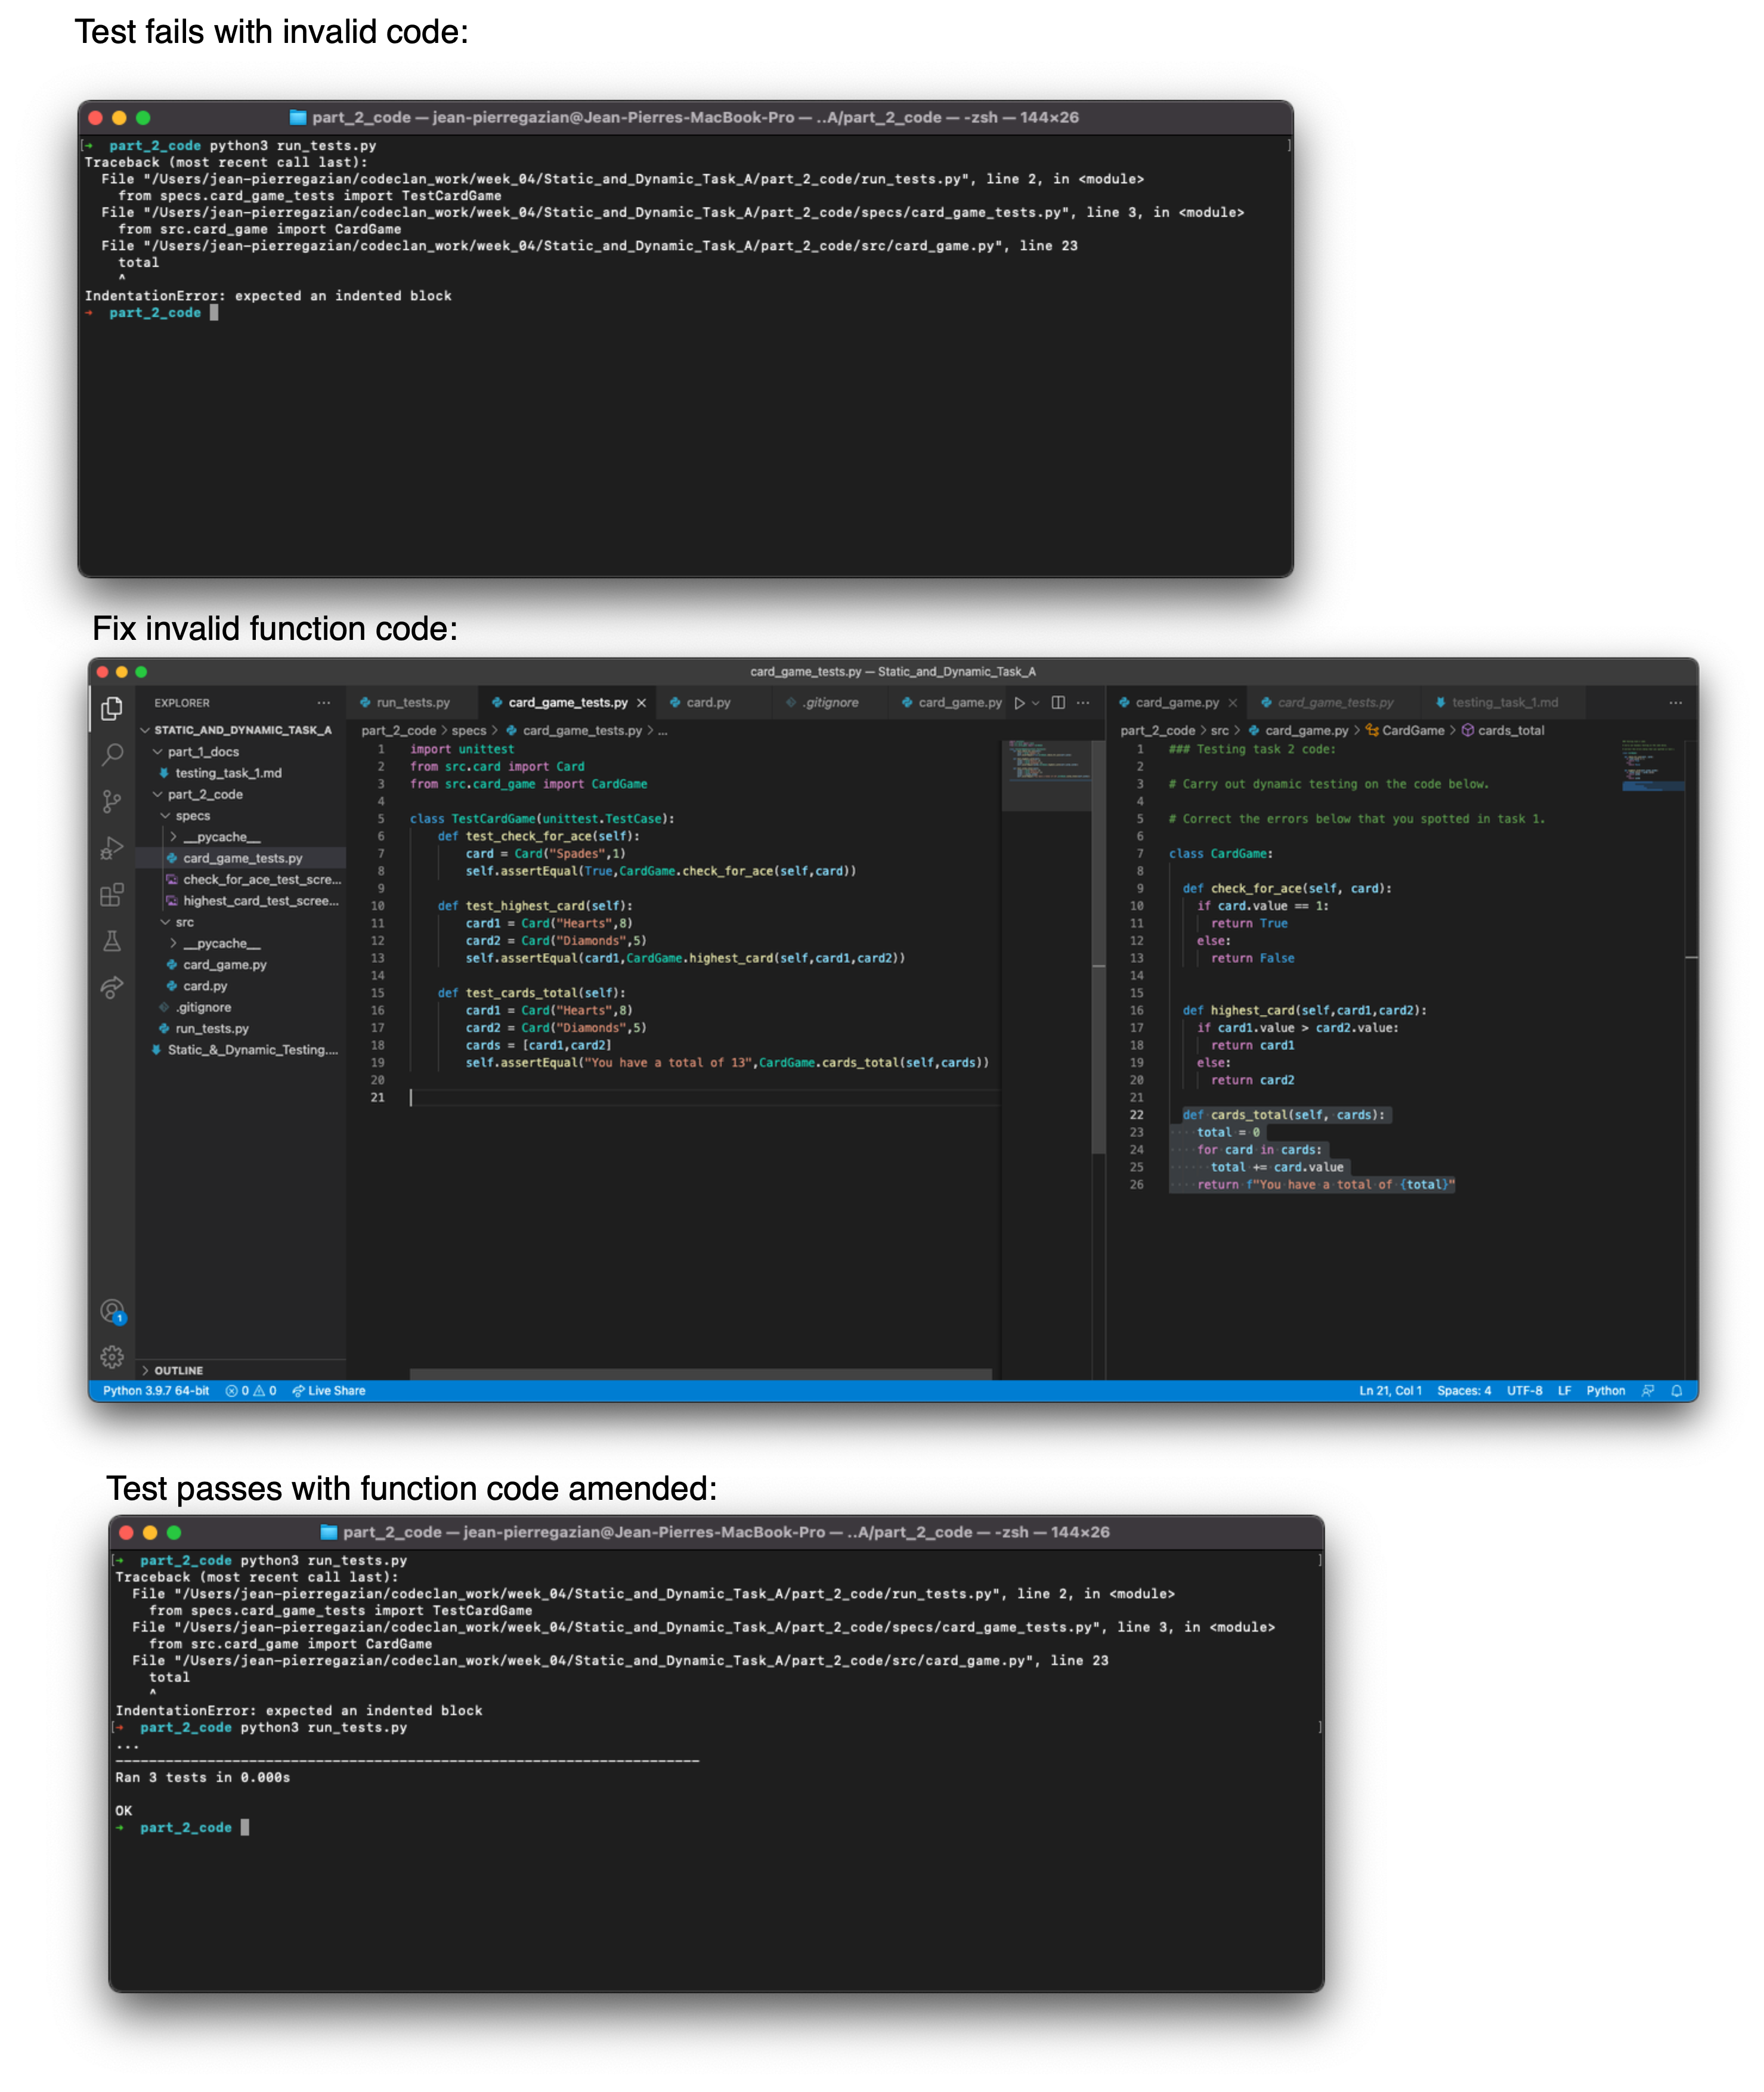 Test fails with invalid code:
part_2_code — jean-pierregazian@Jean-Pierres-MacBook-Pro — ..A/part_2_code — -zsh — 144×26
[→ part_2_code python3 run_tests.py ]
Traceback (most recent call last):
  File "/Users/jean-pierregazian/codeclan_work/week_04/Static_and_Dynamic_Task_A/part_2_code/run_tests.py", line 2, in <module>
    from specs.card_game_tests import TestCardGame
  File "/Users/jean-pierregazian/codeclan_work/week_04/Static_and_Dynamic_Task_A/part_2_code/specs/card_game_tests.py", line 3, in <module>
    from src.card_game import CardGame
  File "/Users/jean-pierregazian/codeclan_work/week_04/Static_and_Dynamic_Task_A/part_2_code/src/card_game.py", line 23
    total
    ^
IndentationError: expected an indented block
→ part_2_code
Fix invalid function code:
card_game_tests.py — Static_and_Dynamic_Task_A
EXPLORER ...
STATIC_AND_DYNAMIC_TASK_A
part_1_docs
testing_task_1.md
part_2_code
specs
__pycache__
card_game_tests.py
check_for_ace_test_scre...
highest_card_test_scree...
src
__pycache__
card_game.py
card.py
.gitignore
run_tests.py
Static_&_Dynamic_Testing....
OUTLINE
run_tests.py card_game_tests.py × card.py .gitignore card_game.py ...
part_2_code > specs > card_game_tests.py > ...
1 import unittest
2 from src.card import Card
3 from src.card_game import CardGame
4
5 class TestCardGame(unittest.TestCase):
6     def test_check_for_ace(self):
7         card = Card("Spades",1)
8         self.assertEqual(True,CardGame.check_for_ace(self,card))
9
10     def test_highest_card(self):
11         card1 = Card("Hearts",8)
12         card2 = Card("Diamonds",5)
13         self.assertEqual(card1,CardGame.highest_card(self,card1,card2))
14
15     def test_cards_total(self):
16         card1 = Card("Hearts",8)
17         card2 = Card("Diamonds",5)
18         cards = [card1,card2]
19         self.assertEqual("You have a total of 13",CardGame.cards_total(self,cards))
20
21
card_game.py × card_game_tests.py testing_task_1.md ...
part_2_code > src > card_game.py > CardGame > cards_total
1 ### Testing task 2 code:
2
3 # Carry out dynamic testing on the code below.
4
5 # Correct the errors below that you spotted in task 1.
6
7 class CardGame:
8
9   def check_for_ace(self, card):
10     if card.value == 1:
11       return True
12     else:
13       return False
14
15
16   def highest_card(self,card1,card2):
17     if card1.value > card2.value:
18       return card1
19     else:
20       return card2
21
22   def cards_total(self, cards):
23     total = 0
24     for card in cards:
25       total += card.value
26     return f"You have a total of {total}"
1
Python 3.9.7 64-bit 0 0 Live Share Ln 21, Col 1 Spaces: 4 UTF-8 LF Python
Test passes with function code amended:
part_2_code — jean-pierregazian@Jean-Pierres-MacBook-Pro — ..A/part_2_code — -zsh — 144×26
[→ part_2_code python3 run_tests.py ]
Traceback (most recent call last):
  File "/Users/jean-pierregazian/codeclan_work/week_04/Static_and_Dynamic_Task_A/part_2_code/run_tests.py", line 2, in <module>
    from specs.card_game_tests import TestCardGame
  File "/Users/jean-pierregazian/codeclan_work/week_04/Static_and_Dynamic_Task_A/part_2_code/specs/card_game_tests.py", line 3, in <module>
    from src.card_game import CardGame
  File "/Users/jean-pierregazian/codeclan_work/week_04/Static_and_Dynamic_Task_A/part_2_code/src/card_game.py", line 23
    total
    ^
IndentationError: expected an indented block
[→ part_2_code python3 run_tests.py ]
...
----------------------------------------------------------------------
Ran 3 tests in 0.000s

OK
→ part_2_code